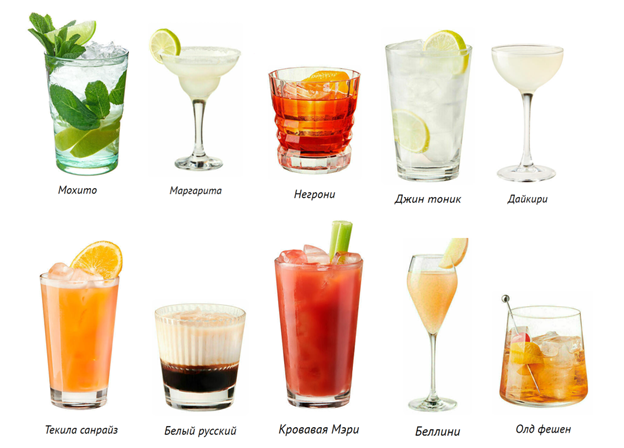 Мохито
Маргарита
Негрони
Джин тоник
Дайкири
Текила санрайз
Белый русский
Кровавая Мэри
Беллини
Олд фешен